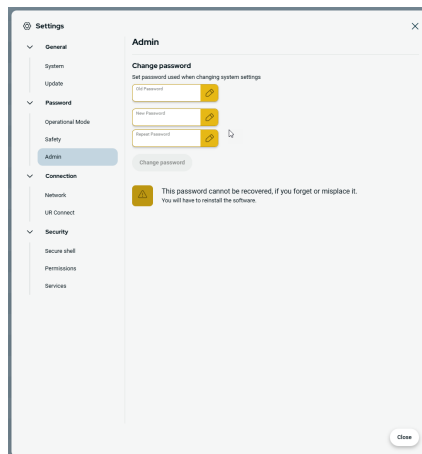 Settings
General
System
Update
Password
Operational Mode
Safety
Admin
Connection
Network
UR Connect
Security
Secure shell
Permissions
Services
Admin
Change password
Set password used when changing system settings
Old Password
New Password
Repeat Password
Change password
This password cannot be recovered, if you forget or misplace it.
You will have to reinstall the software.
Close